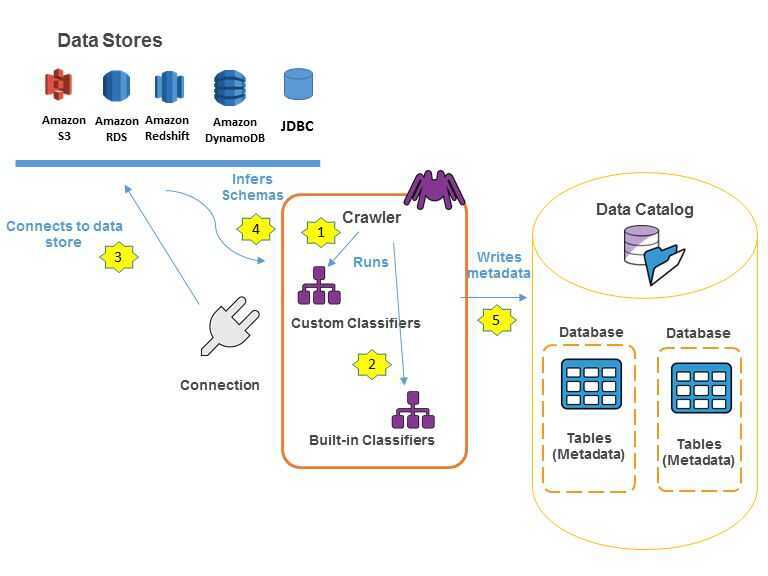 Data Stores
Amazon
S3
Amazon
RDS
Amazon
Redshift
Amazon
DynamoDB
JDBC
Infers
Schemas
4
Connects to data
store
3
Connection
1
Crawler
Runs
Custom Classifiers
2
Built-in Classifiers
Writes
metadata
5
Data Catalog
Database
Tables
(Metadata)
Database
Tables
(Metadata)